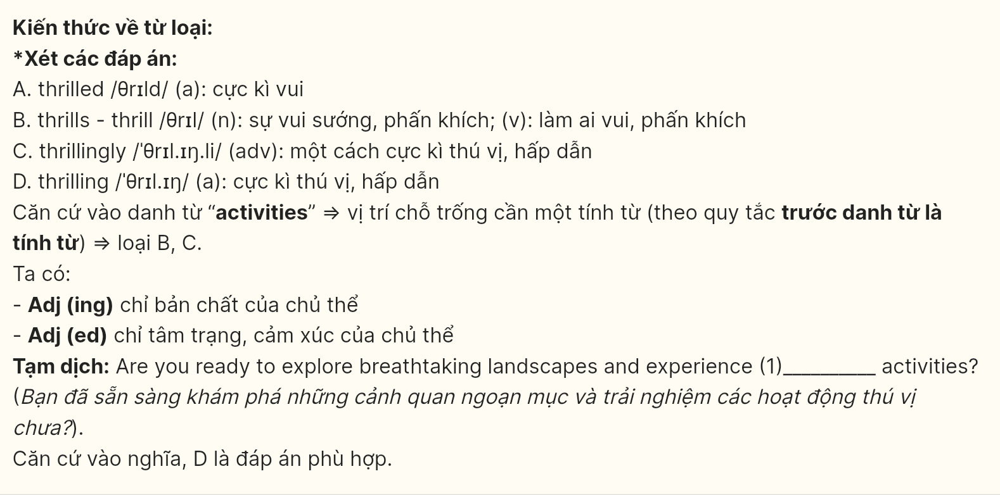 Kiến thức về từ loại:
*Xét các đáp án:
A. thrilled /θrɪld/ (a): cực kì vui
B. thrills - thrill /θrɪl/ (n): sự vui sướng, phấn khích; (v): làm ai vui, phấn khích
C. thrillingly /ˈθrɪl.ɪŋ.li/ (adv): một cách cực kì thú vị, hấp dẫn
D. thrilling /ˈθrɪl.ɪŋ/ (a): cực kì thú vị, hấp dẫn
Căn cứ vào danh từ “activities” ⇒ vị trí chỗ trống cần một tính từ (theo quy tắc trước danh từ là
tính từ) ⇒ loại B, C.
Ta có:
- Adj (ing) chỉ bản chất của chủ thể
- Adj (ed) chỉ tâm trạng, cảm xúc của chủ thể
Tạm dịch: Are you ready to explore breathtaking landscapes and experience (1)_________ activities?
(Bạn đã sẵn sàng khám phá những cảnh quan ngoạn mục và trải nghiệm các hoạt động thú vị
chưa?).
Căn cứ vào nghĩa, D là đáp án phù hợp.